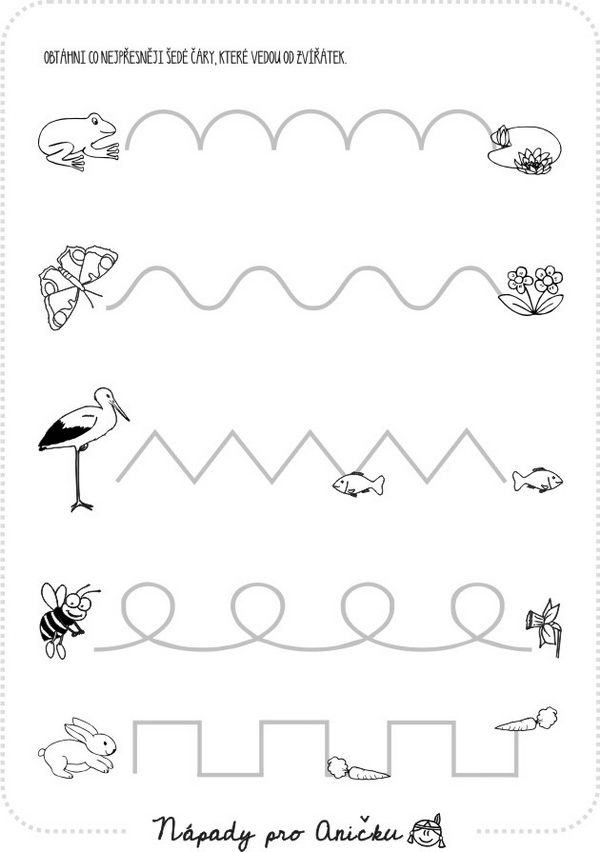 OBTÁHNI CO NEJPŘESNĚJI ŠEDÉ ČÁRY, KTERÉ VEDOU OD ZVÍŘÁTEK.
Nápady pro Aničku